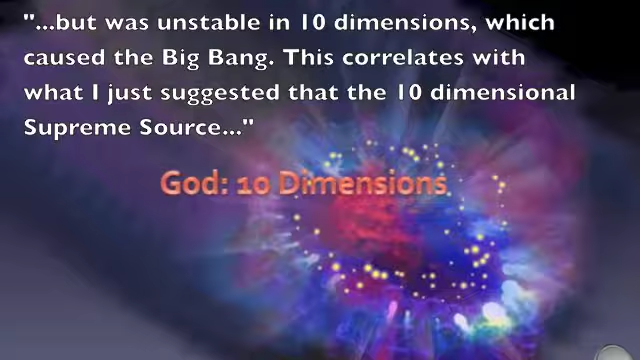 "...but was unstable in 10 dimensions, which
caused the Big Bang. This correlates with
what I just suggested that the 10 dimensional
Supreme Source..."
God: 10 Dimensions